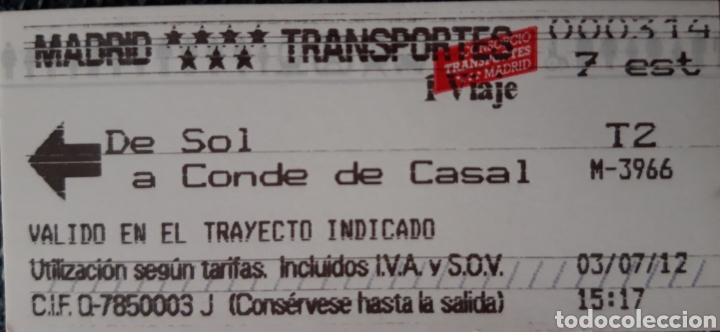 MADRID TRANSPORTES 000314
CONSORCIO
TRANSPORTES
MADRID
7 est
1 Viaje
De Sol T2
a Conde de Casal M-3966
VALIDO EN EL TRAYECTO INDICADO
Utilización según tarifas. Incluidos I.V.A. y S.O.V. 03/07/12
C.I.F. Q-7850003 J (Consérvese hasta la salida) 15:17
todocoleccion